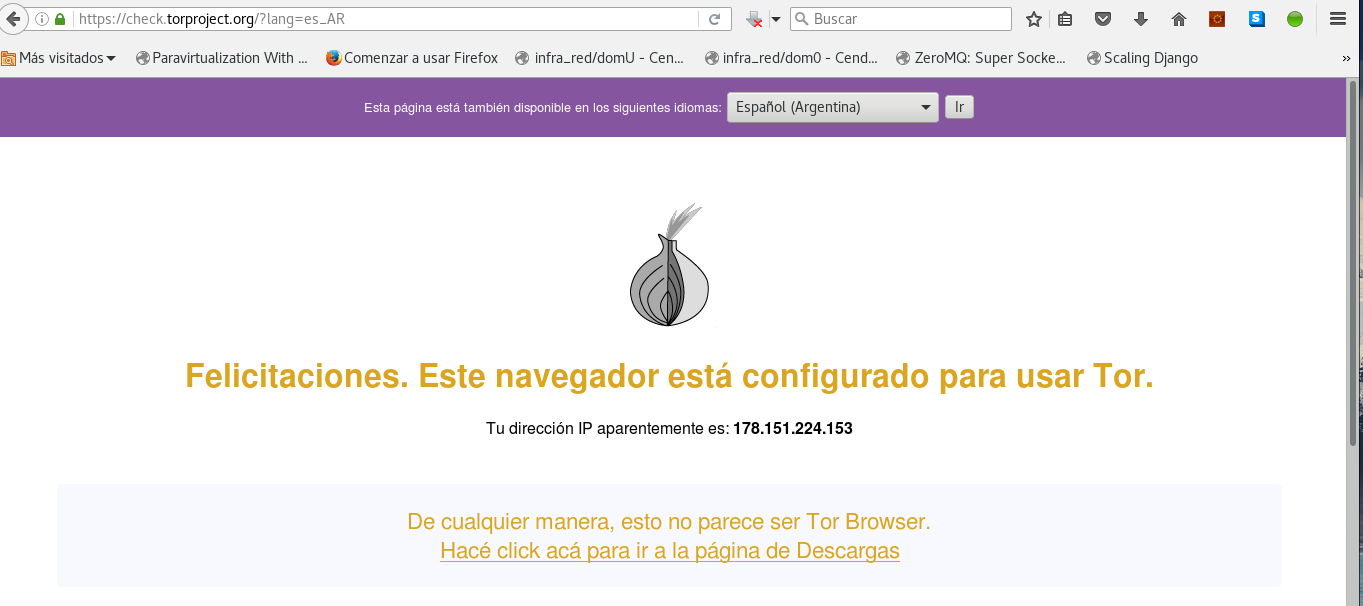 https://check.torproject.org/?lang=es_AR Buscar S
Más visitados Paravirtualization With ... Comenzar a usar Firefox infra_red/domU - Cen... infra_red/dom0 - Cend... ZeroMQ: Super Socke... Scaling Django »
Esta página está también disponible en los siguientes idiomas: Español (Argentina) Ir
Felicitaciones. Este navegador está configurado para usar Tor.
Tu dirección IP aparentemente es: 178.151.224.153
De cualquier manera, esto no parece ser Tor Browser.
Hacé click acá para ir a la página de Descargas